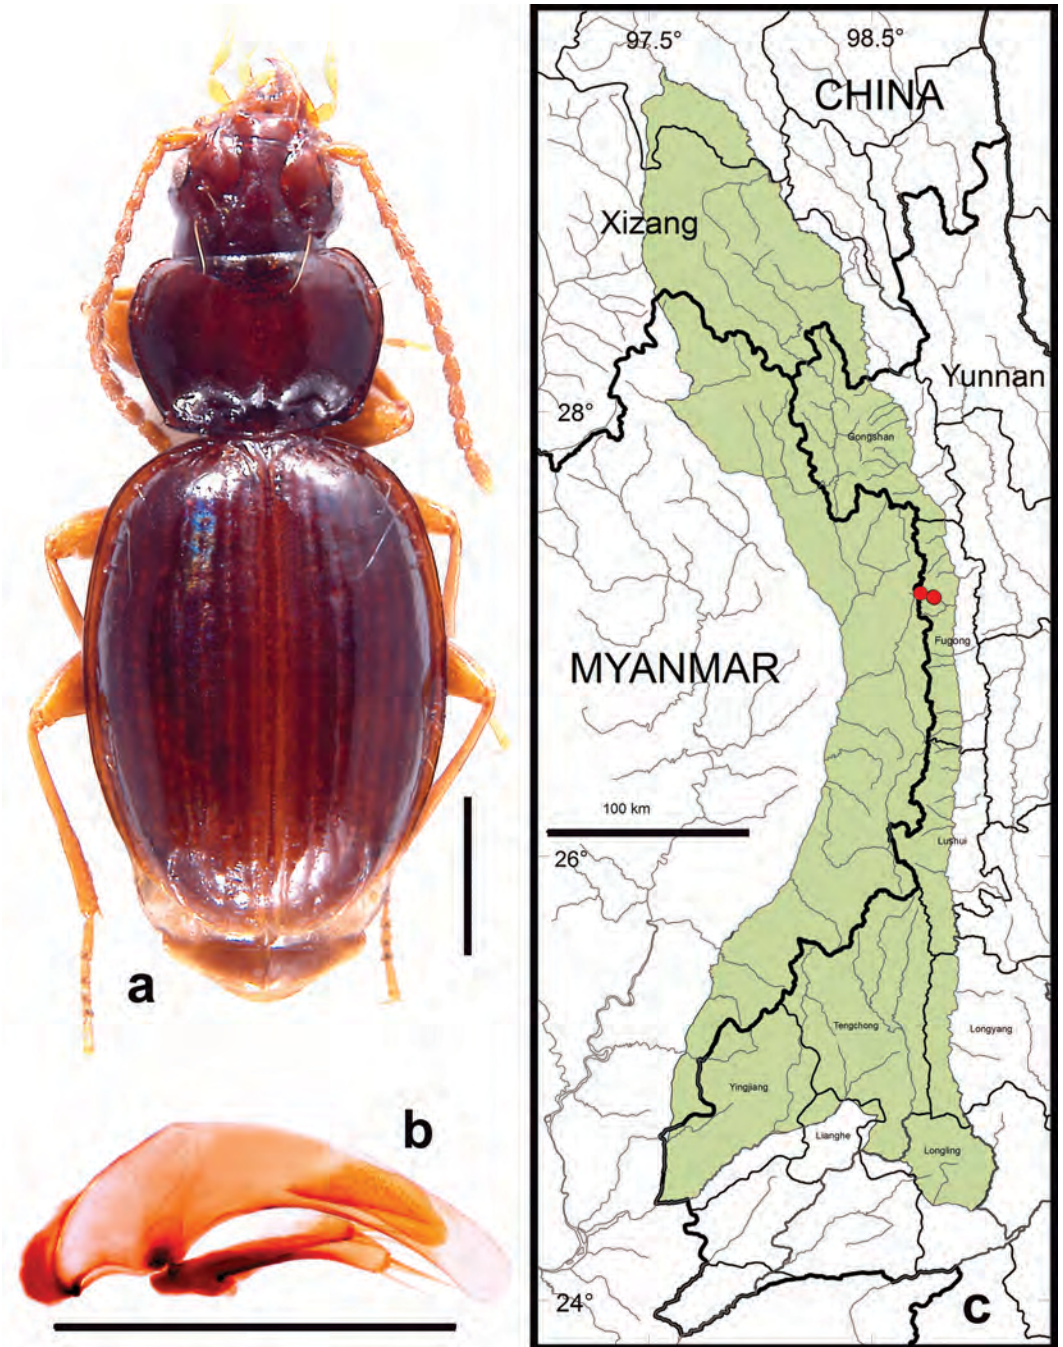 a
b
97.5°
98.5°
CHINA
Xizang
Yunnan
28°
Gongshan
Fugong
MYANMAR
100 km
26°
Lushui
Tengchong
Longyang
Yingjiang
Lianghe
Longling
24°
c